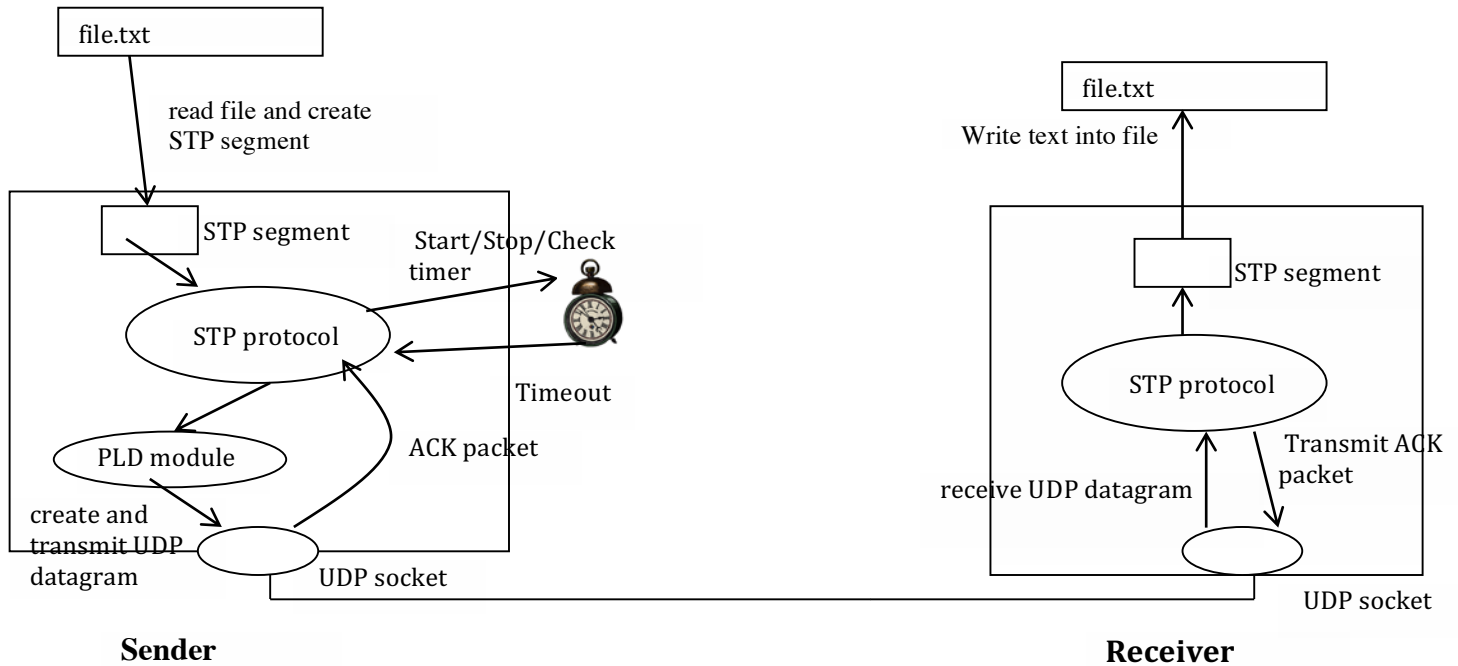 file.txt
read file and create
STP segment
STP segment
Start/Stop/Check
timer
STP protocol
Timeout
PLD module
ACK packet
create and
transmit UDP
datagram
UDP socket
Sender
file.txt
Write text into file
STP segment
STP protocol
Transmit ACK
packet
receive UDP datagram
UDP socket
Receiver